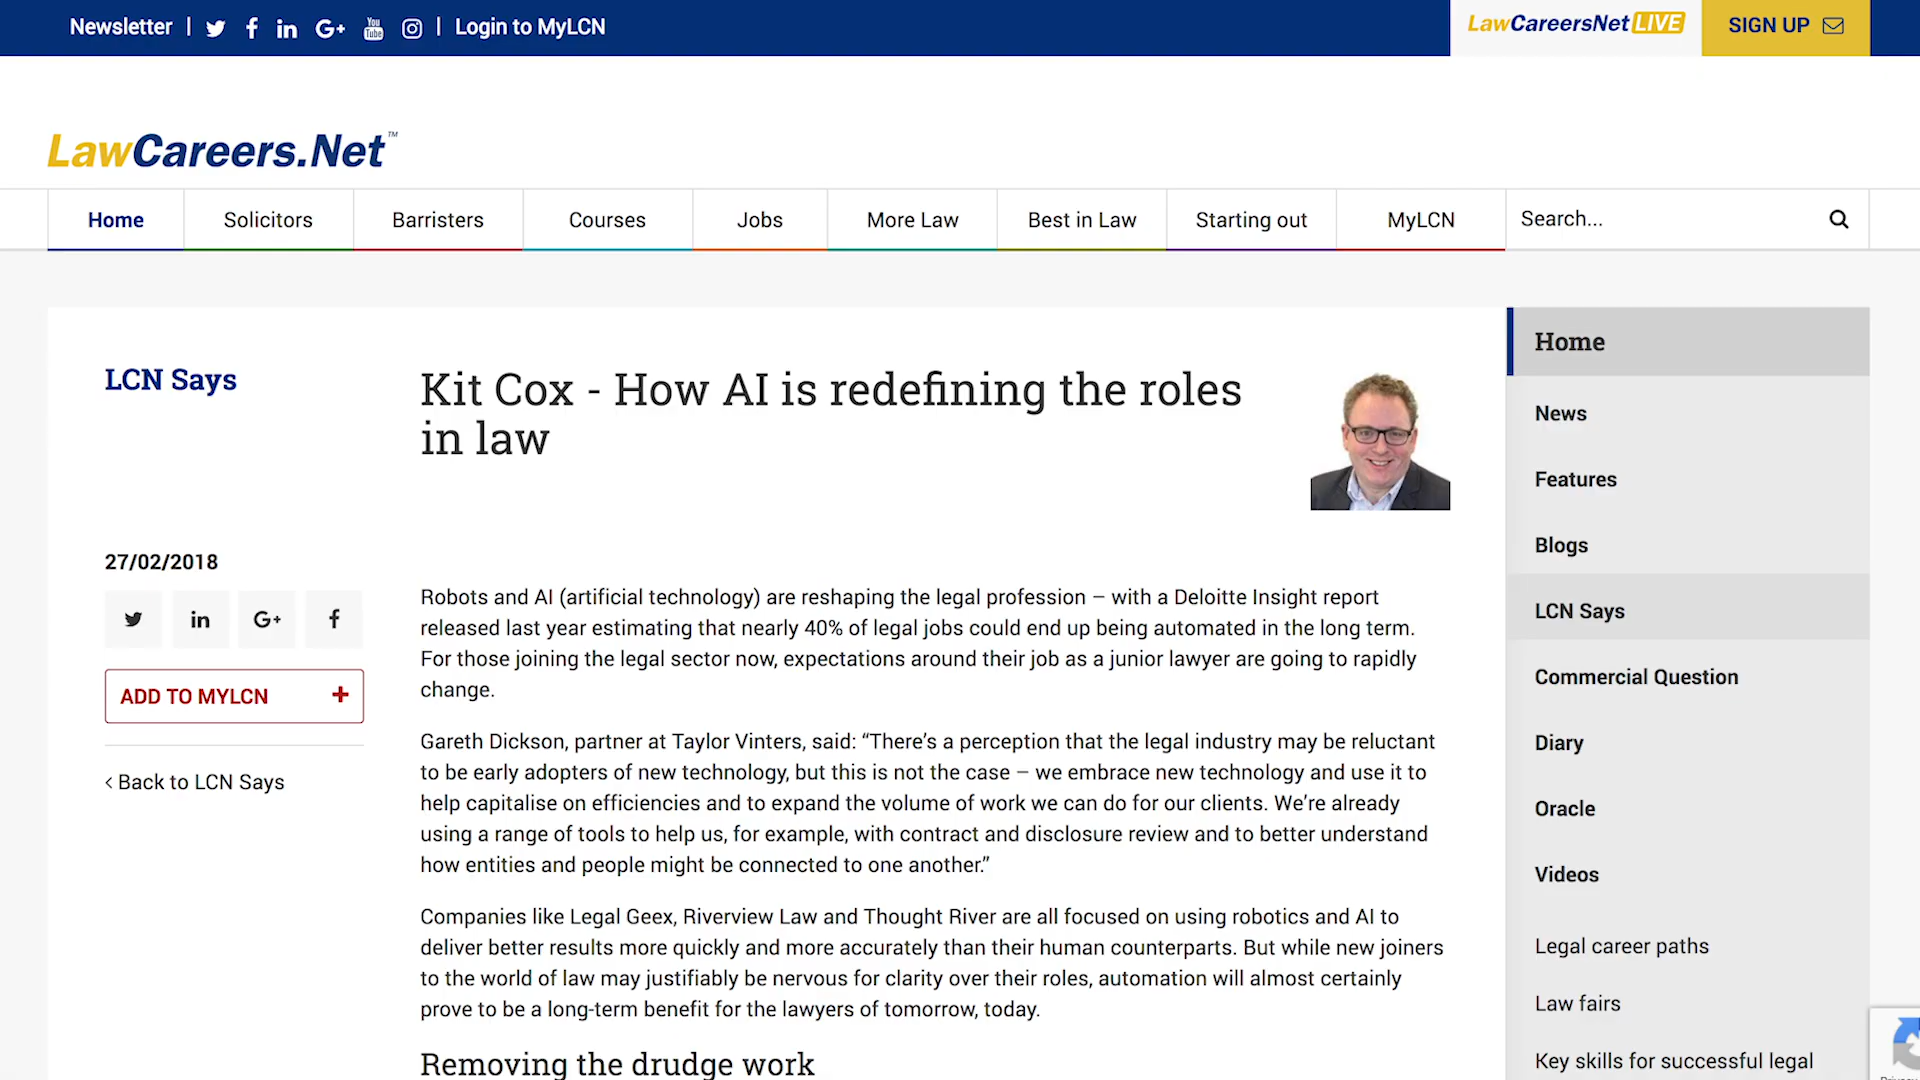 Newsletter | Login to MyLCN
LawCareersNet LIVE
SIGN UP
LawCareers.Net™
Home Solicitors Barristers Courses Jobs More Law Best in Law Starting out MyLCN Search...
LCN Says
Kit Cox - How AI is redefining the roles
in law
27/02/2018
ADD TO MYLCN +
< Back to LCN Says
Robots and AI (artificial technology) are reshaping the legal profession – with a Deloitte Insight report
released last year estimating that nearly 40% of legal jobs could end up being automated in the long term.
For those joining the legal sector now, expectations around their job as a junior lawyer are going to rapidly
change.
Gareth Dickson, partner at Taylor Vinters, said: “There’s a perception that the legal industry may be reluctant
to be early adopters of new technology, but this is not the case – we embrace new technology and use it to
help capitalise on efficiencies and to expand the volume of work we can do for our clients. We’re already
using a range of tools to help us, for example, with contract and disclosure review and to better understand
how entities and people might be connected to one another.”
Companies like Legal Geex, Riverview Law and Thought River are all focused on using robotics and AI to
deliver better results more quickly and more accurately than their human counterparts. But while new joiners
to the world of law may justifiably be nervous for clarity over their roles, automation will almost certainly
prove to be a long-term benefit for the lawyers of tomorrow, today.
Removing the drudge work
Home
News
Features
Blogs
LCN Says
Commercial Question
Diary
Oracle
Videos
Legal career paths
Law fairs
Key skills for successful legal